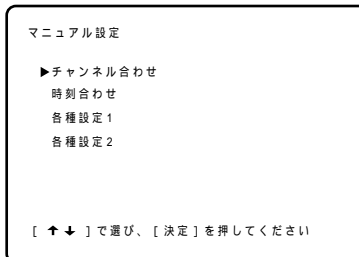 マニュアル設定
▶チャンネル合わせ
時刻合わせ
各種設定1
各種設定2
[ ↑↓ ]で選び、[決定]を押してください